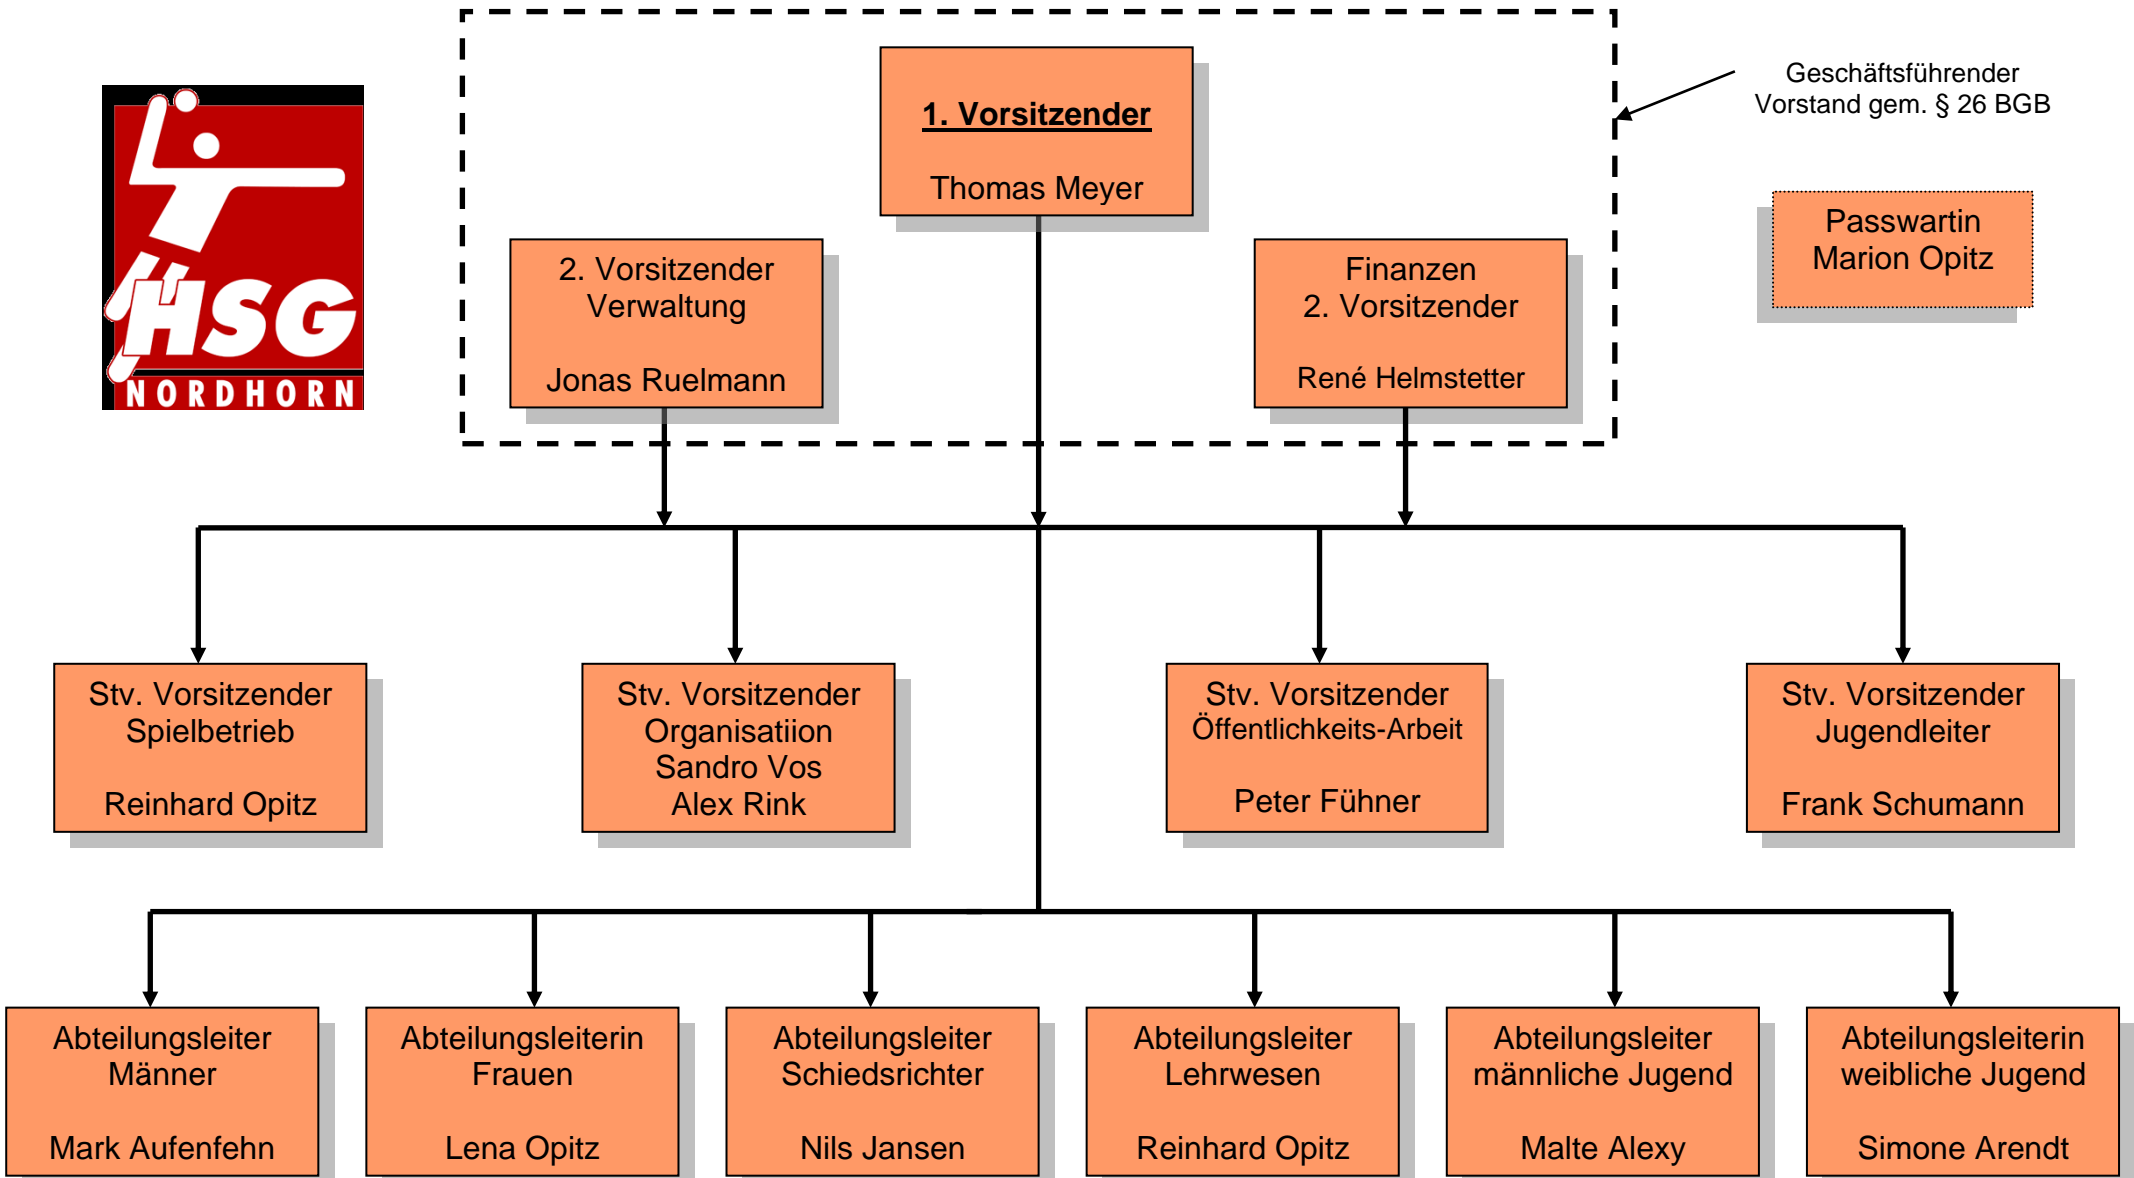 Geschäftsführender
Vorstand gem. § 26 BGB
1. Vorsitzender
Thomas Meyer
HSG
NORDHORN
Passwartin
Marion Opitz
2. Vorsitzender
Verwaltung
Jonas Ruelmann
Finanzen
2. Vorsitzender
René Helmstetter
Stv. Vorsitzender
Spielbetrieb
Reinhard Opitz
Stv. Vorsitzender
Organisatiion
Sandro Vos
Alex Rink
Stv. Vorsitzender
Öffentlichkeits-Arbeit
Peter Fühner
Stv. Vorsitzender
Jugendleiter
Frank Schumann
Abteilungsleiter
Männer
Mark Aufenfehn
Abteilungsleiterin
Frauen
Lena Opitz
Abteilungsleiter
Schiedsrichter
Nils Jansen
Abteilungsleiter
Lehrwesen
Reinhard Opitz
Abteilungsleiter
männliche Jugend
Malte Alexy
Abteilungsleiterin
weibliche Jugend
Simone Arendt